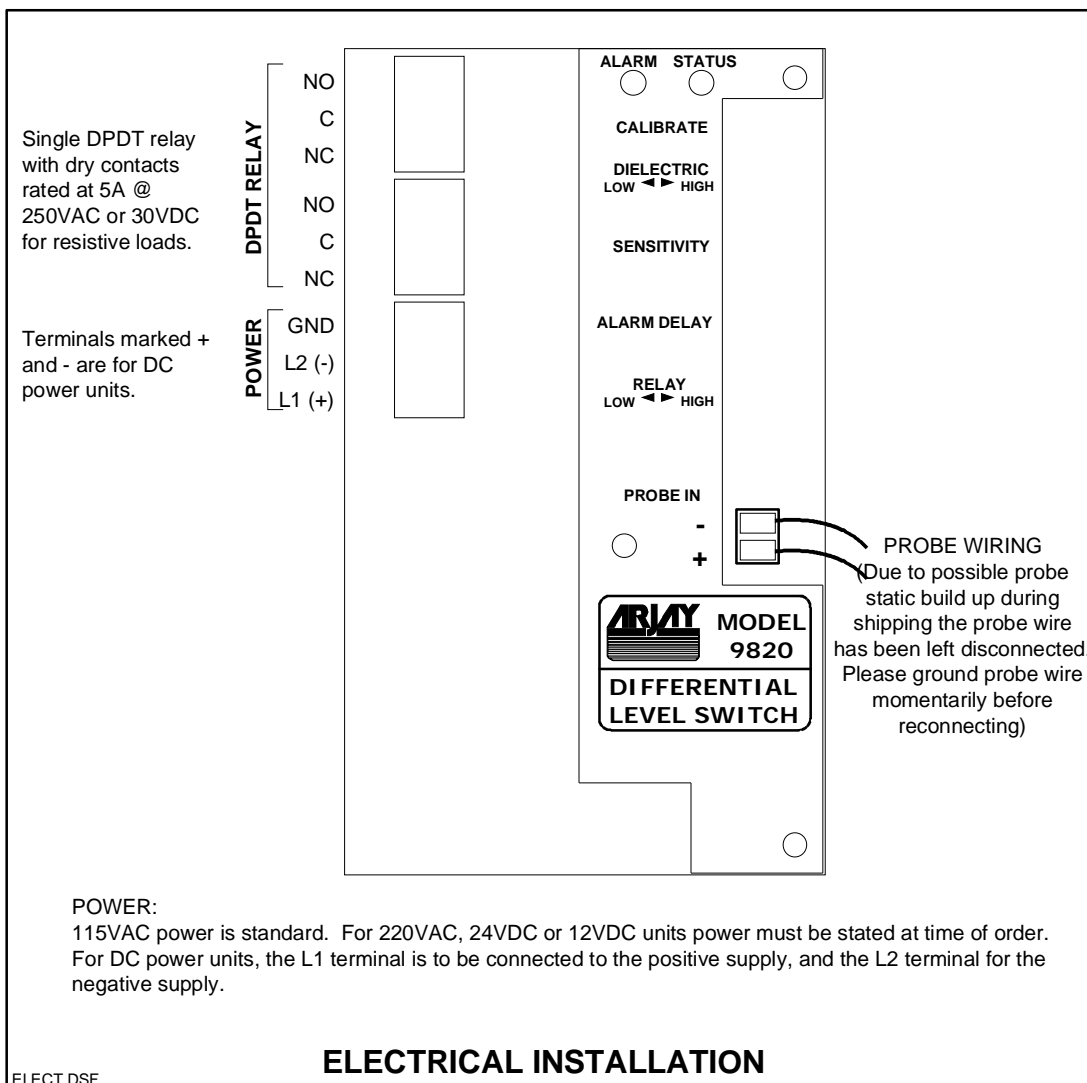 ALARM STATUS
CALIBRATE
DIELECTRIC
LOW ◄ ► HIGH
SENSITIVITY
ALARM DELAY
RELAY
LOW ◄ ► HIGH
PROBE IN
-
+
Single DPDT relay
with dry contacts
rated at 5A @
250VAC or 30VDC
for resistive loads.
DPDT RELAY
NO
C
NC
NO
C
NC
Terminals marked +
and - are for DC
power units.
POWER
GND
L2 (-)
L1 (+)
PROBE WIRING
(Due to possible probe
static build up during
shipping the probe wire
has been left disconnected.
Please ground probe wire
momentarily before
reconnecting)
ARJAY
MODEL
9820
DIFFERENTIAL
LEVEL SWITCH
POWER:
115VAC power is standard. For 220VAC, 24VDC or 12VDC units power must be stated at time of order.
For DC power units, the L1 terminal is to be connected to the positive supply, and the L2 terminal for the
negative supply.
ELECTRICAL INSTALLATION
ELECT.DSF